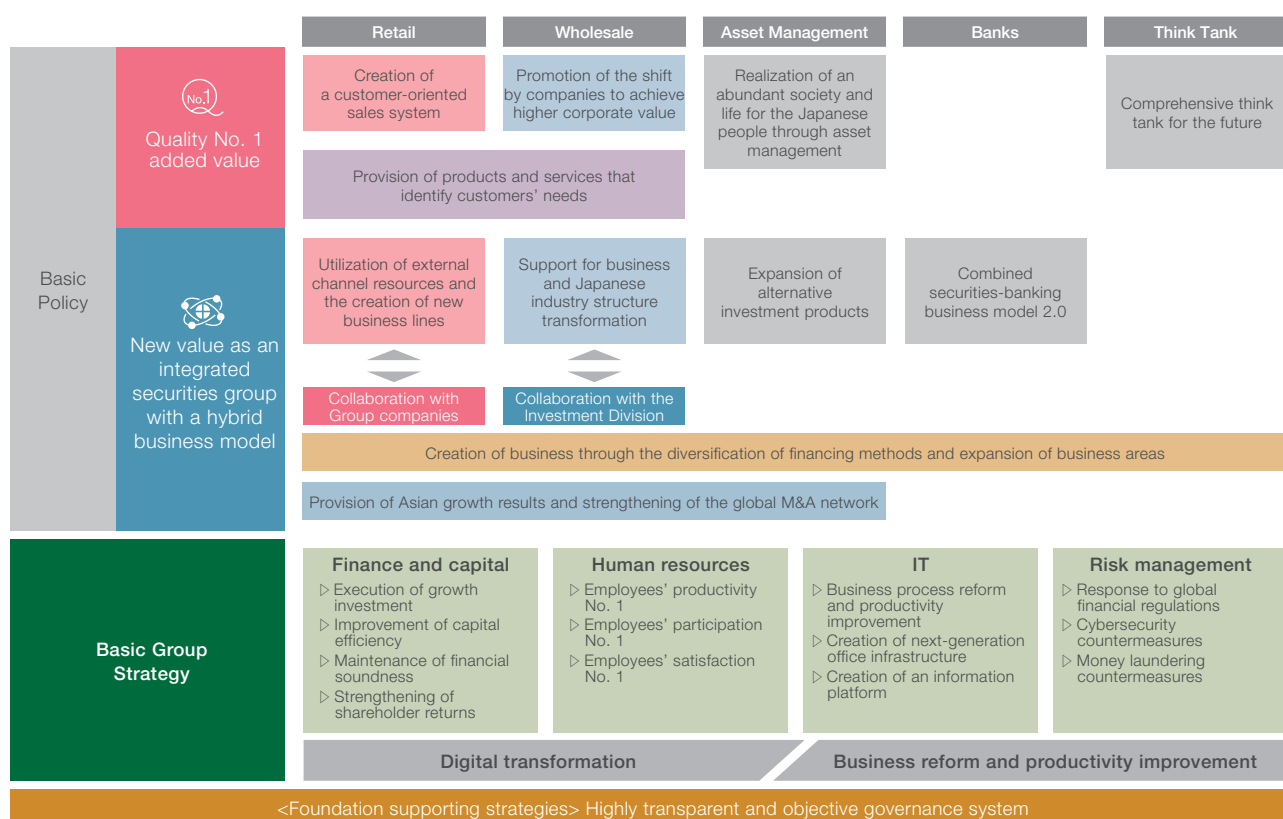 Retail
Wholesale
Asset Management
Banks
Think Tank
Basic
Policy
No.1
Quality No. 1
added value
Creation of
a customer-oriented
sales system
Promotion of the shift
by companies to achieve
higher corporate value
Realization of an
abundant society and
life for the Japanese
people through asset
management
Comprehensive think
tank for the future
Provision of products and services that
identify customers’ needs
New value as an
integrated
securities group
with a hybrid
business model
Utilization of external
channel resources and
the creation of new
business lines
Support for business
and Japanese
industry structure
transformation
Expansion of
alternative
investment products
Combined
securities-banking
business model 2.0
Collaboration with
Group companies
Collaboration with the
Investment Division
Creation of business through the diversification of financing methods and expansion of business areas
Provision of Asian growth results and strengthening of the global M&A network
Basic Group
Strategy
Finance and capital
▷ Execution of growth
investment
▷ Improvement of capital
efficiency
▷ Maintenance of financial
soundness
▷ Strengthening of
shareholder returns
Human resources
▷ Employees’ productivity
No. 1
▷ Employees’ participation
No. 1
▷ Employees’ satisfaction
No. 1
IT
▷ Business process reform
and productivity
improvement
▷ Creation of next-generation
office infrastructure
▷ Creation of an information
platform
Risk management
▷ Response to global
financial regulations
▷ Cybersecurity
countermeasures
▷ Money laundering
countermeasures
Digital transformation
Business reform and productivity improvement
<Foundation supporting strategies> Highly transparent and objective governance system